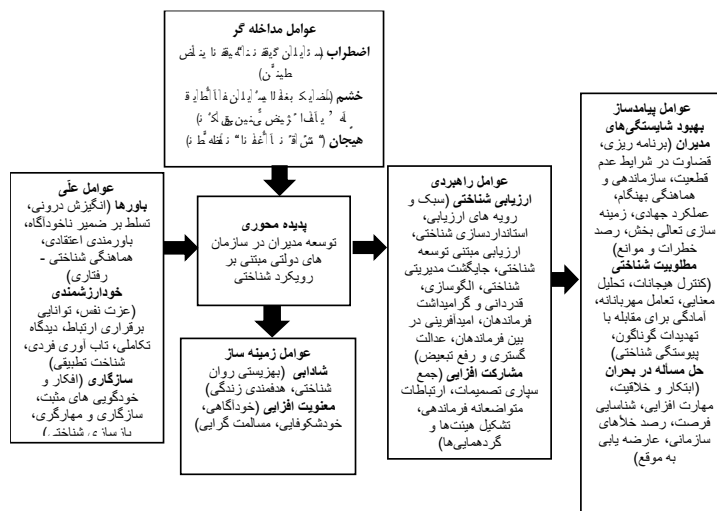 عوامل مداخله گر
اضطراب
خشم
هیجان
عوامل علّی
باورها (انگیزش درونی،
تسلط بر ضمیر ناخودآگاه،
باورمندی اعتقادی،
هماهنگی شناختی -
رفتاری)
خودارزشمندی
(عزت نفس، توانایی
برقراری ارتباط، دیدگاه
تکاملی، تاب آوری فردی،
شناخت تطبیقی)
سازگاری (افکار و
خودگویی های مثبت،
سازگاری و مهارگری،
بازسازی شناختی)
پدیده محوری
توسعه مدیران در سازمان
های دولتی مبتنی بر
رویکرد شناختی
عوامل زمینه ساز
شادابی (بهزیستی روان
شناختی، هدفمندی زندگی)
معنویت افزایی (خودآگاهی،
خودشکوفایی، مسالمت گرایی)
عوامل راهبردی
ارزیابی شناختی (سبک و
رویه های ارزیابی،
استانداردسازی شناختی،
ارزیابی مبتنی توسعه
شناختی، جایگشت مدیریتی
شناختی، الگوسازی،
قدردانی و گرامیداشت
فرماندهان، امیدآفرینی در
بین فرماندهان، عدالت
گستری و رفع تبعیض)
مشارکت افزایی (جمع
سپاری تصمیمات، ارتباطات
متواضعانه فرماندهی،
تشکیل هیئت‌ها و
گردهمایی‌ها)
عوامل پیامدساز
بهبود شایستگی‌های
مدیران (برنامه ریزی،
قضاوت در شرایط عدم
قطعیت، سازماندهی و
هماهنگی بهنگام،
عملکرد جهادی، زمینه
سازی تعالی بخش، رصد
خطرات و موانع)
مطلوبیت شناختی
(کنترل هیجانات، تحلیل
معنایی، تعامل مهربانانه،
آمادگی برای مقابله با
تهدیدات گوناگون،
پیوستگی شناختی)
حل مسأله در بحران
(ابتکار و خلاقیت،
مهارت افزایی، شناسایی
فرصت، رصد خلأهای
سازمانی، عارضه یابی
به موقع)